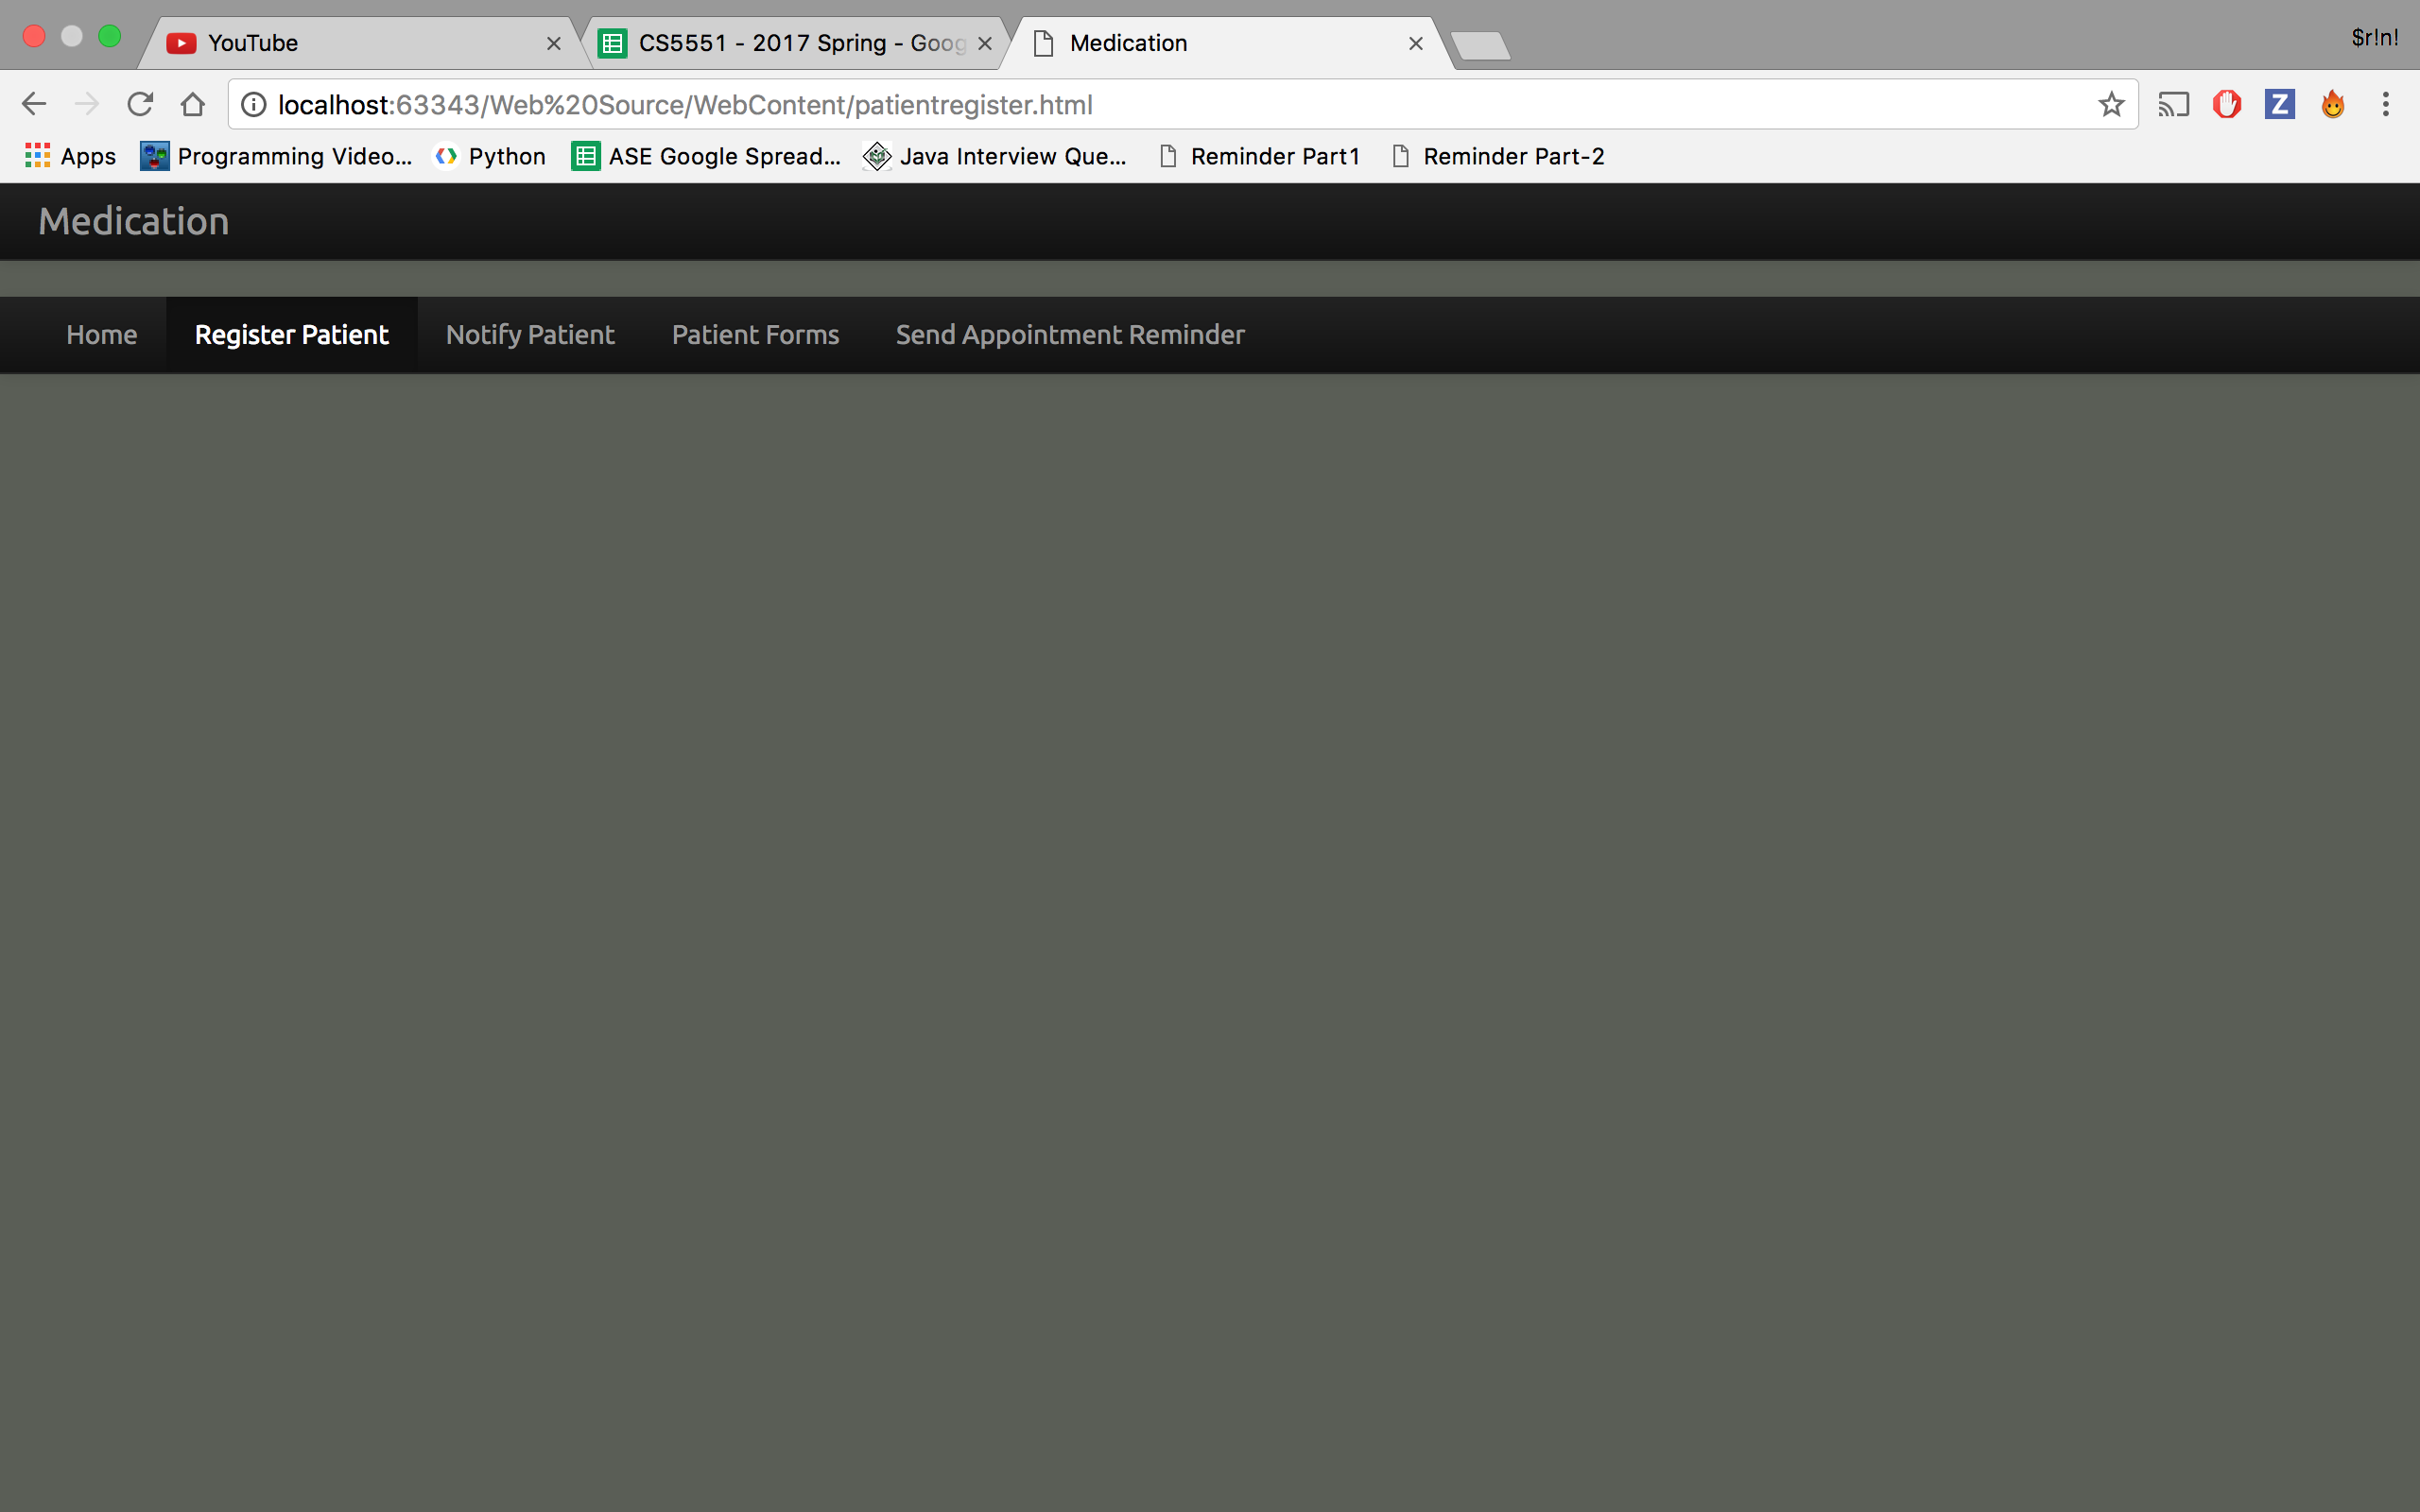 YouTube
CS5551 - 2017 Spring - Goog
Medication
$r!n!
localhost:63343/Web%20Source/WebContent/patientregister.html
Z
Apps
Programming Video...
Python
ASE Google Spread...
Java Interview Que...
Reminder Part1
Reminder Part-2
Medication
Home
Register Patient
Notify Patient
Patient Forms
Send Appointment Reminder